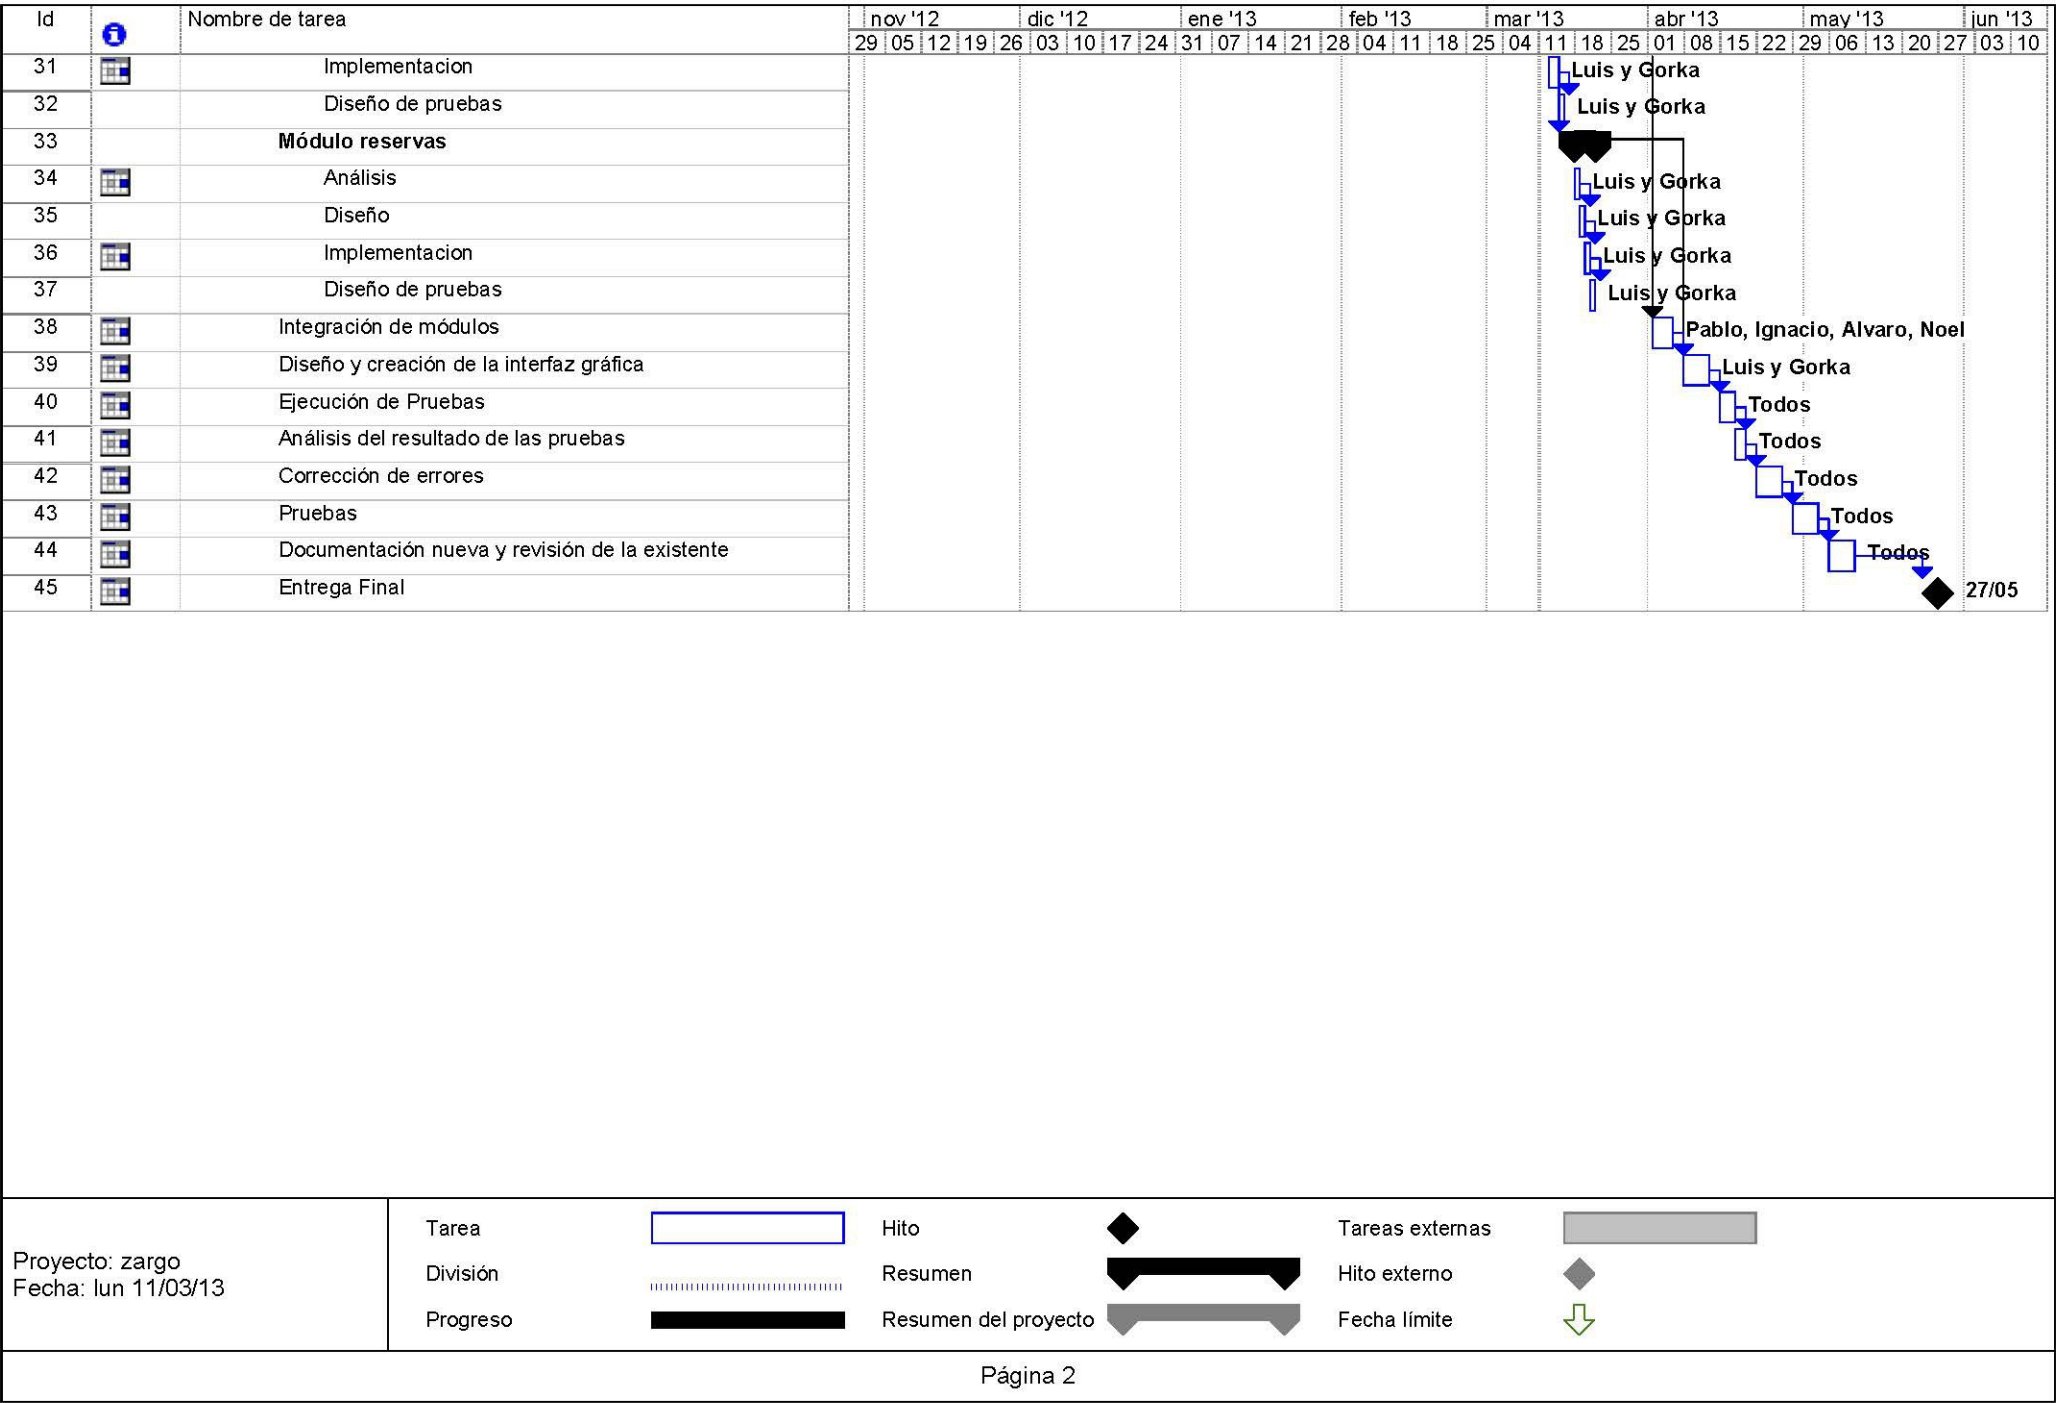 Id Nombre de tarea nov '12 dic '12 ene '13 feb '13 mar '13 abr '13 may '13 jun '13
29 05 12 19 26 03 10 17 24 31 07 14 21 28 04 11 18 25 04 11 18 25 01 08 15 22 29 06 13 20 27 03 10
31 Implementacion Luis y Gorka
32 Diseño de pruebas Luis y Gorka
33 Módulo reservas
34 Análisis Luis y Gorka
35 Diseño Luis y Gorka
36 Implementacion Luis y Gorka
37 Diseño de pruebas Luis y Gorka
38 Integración de módulos Pablo, Ignacio, Alvaro, Noel
39 Diseño y creación de la interfaz gráfica Luis y Gorka
40 Ejecución de Pruebas Todos
41 Análisis del resultado de las pruebas Todos
42 Corrección de errores Todos
43 Pruebas Todos
44 Documentación nueva y revisión de la existente Todos
45 Entrega Final 27/05
Proyecto: zargo
Fecha: lun 11/03/13
Tarea Hito Tareas externas
División Resumen Hito externo
Progreso Resumen del proyecto Fecha límite
Página 2